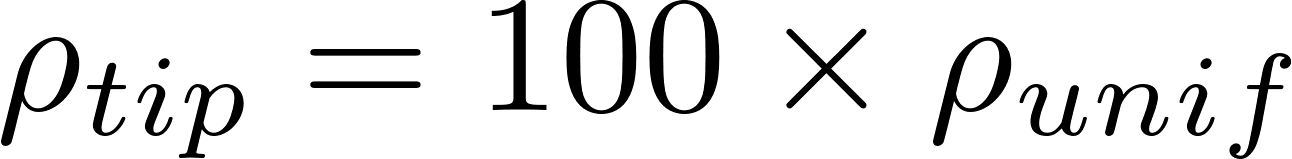 ρ_{tip} = 100 × ρ_{unif}